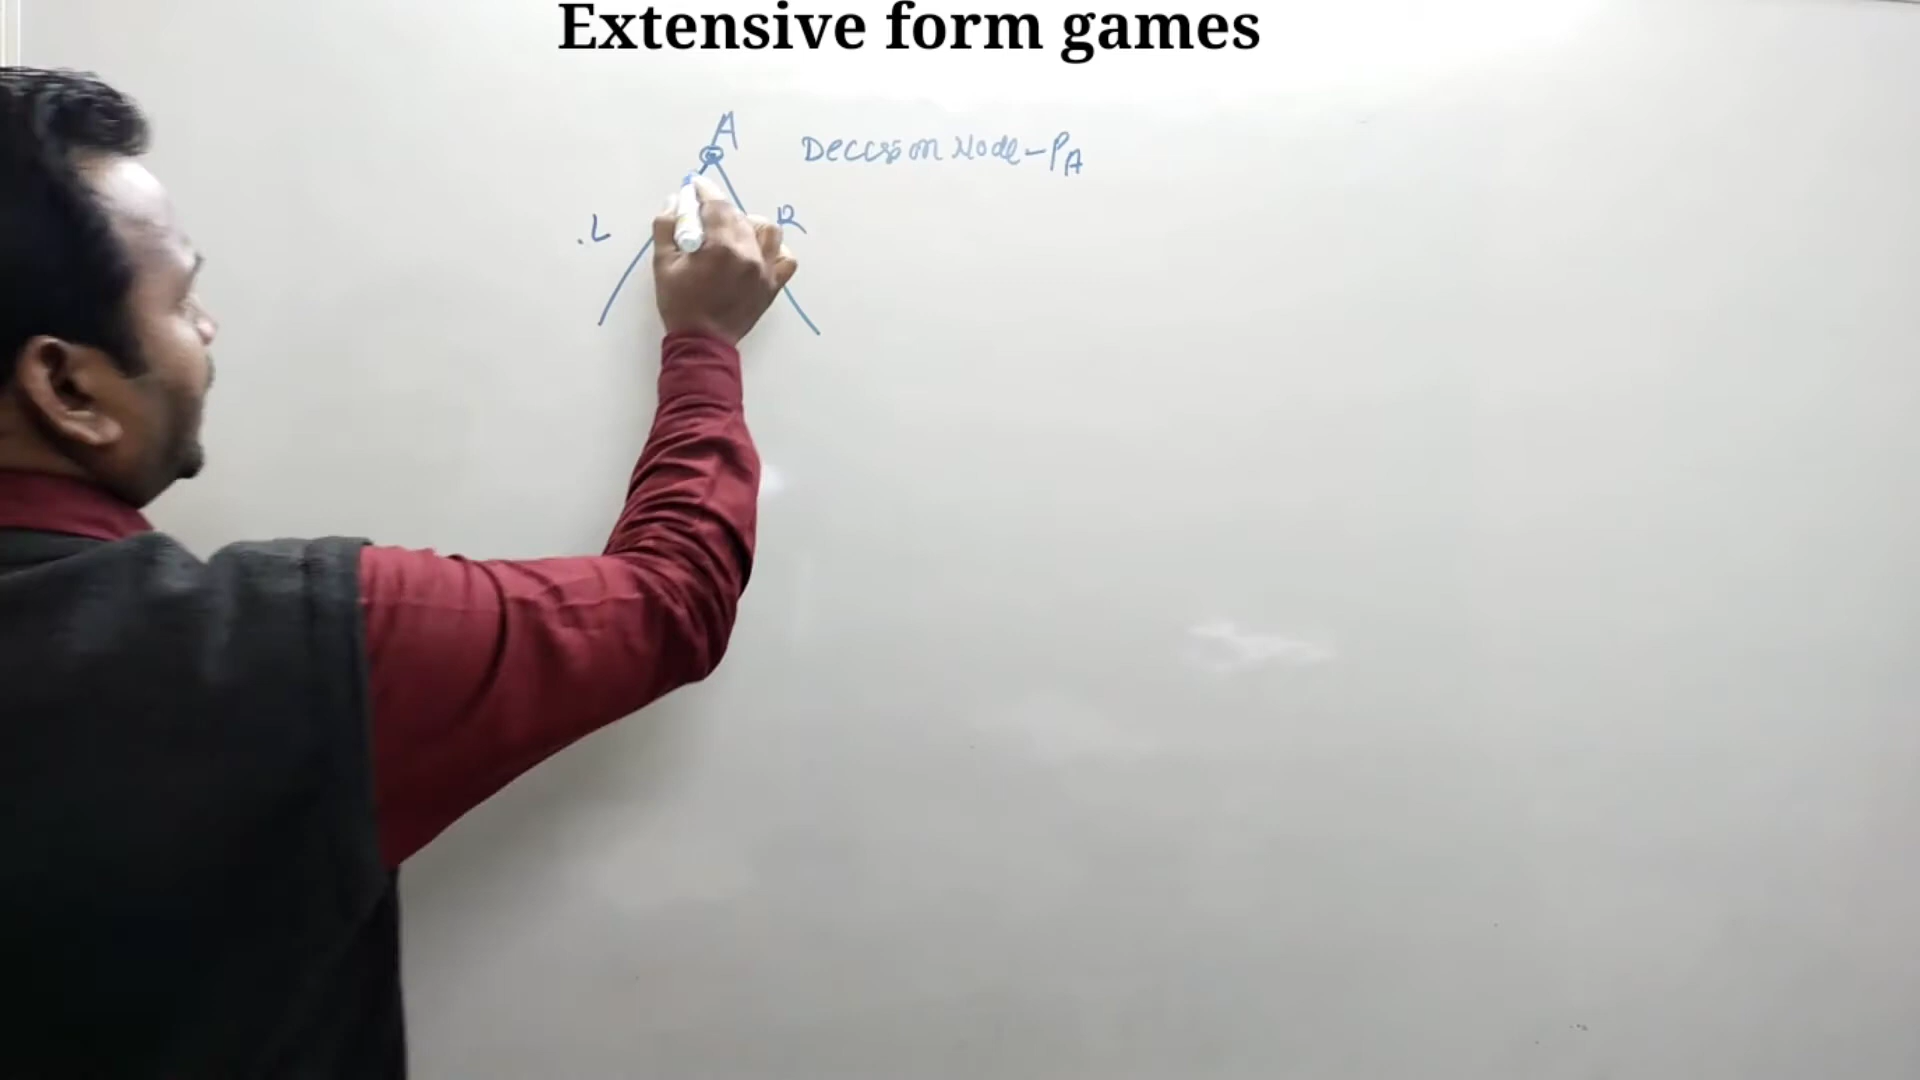 Extensive form games
A
Decision Node - PA
.L
R